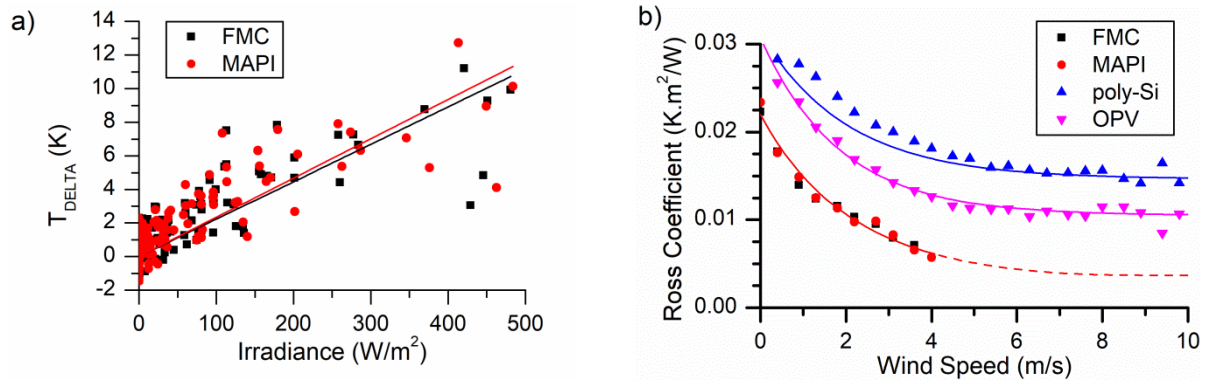 a)
FMC
MAPI
T_DELTA (K)
14
12
10
8
6
4
2
0
-2
0 100 200 300 400 500
Irradiance (W/m²)
b)
FMC
MAPI
poly-Si
OPV
Ross Coefficient (K.m²/W)
0.03
0.02
0.01
0.00
0 2 4 6 8 10
Wind Speed (m/s)